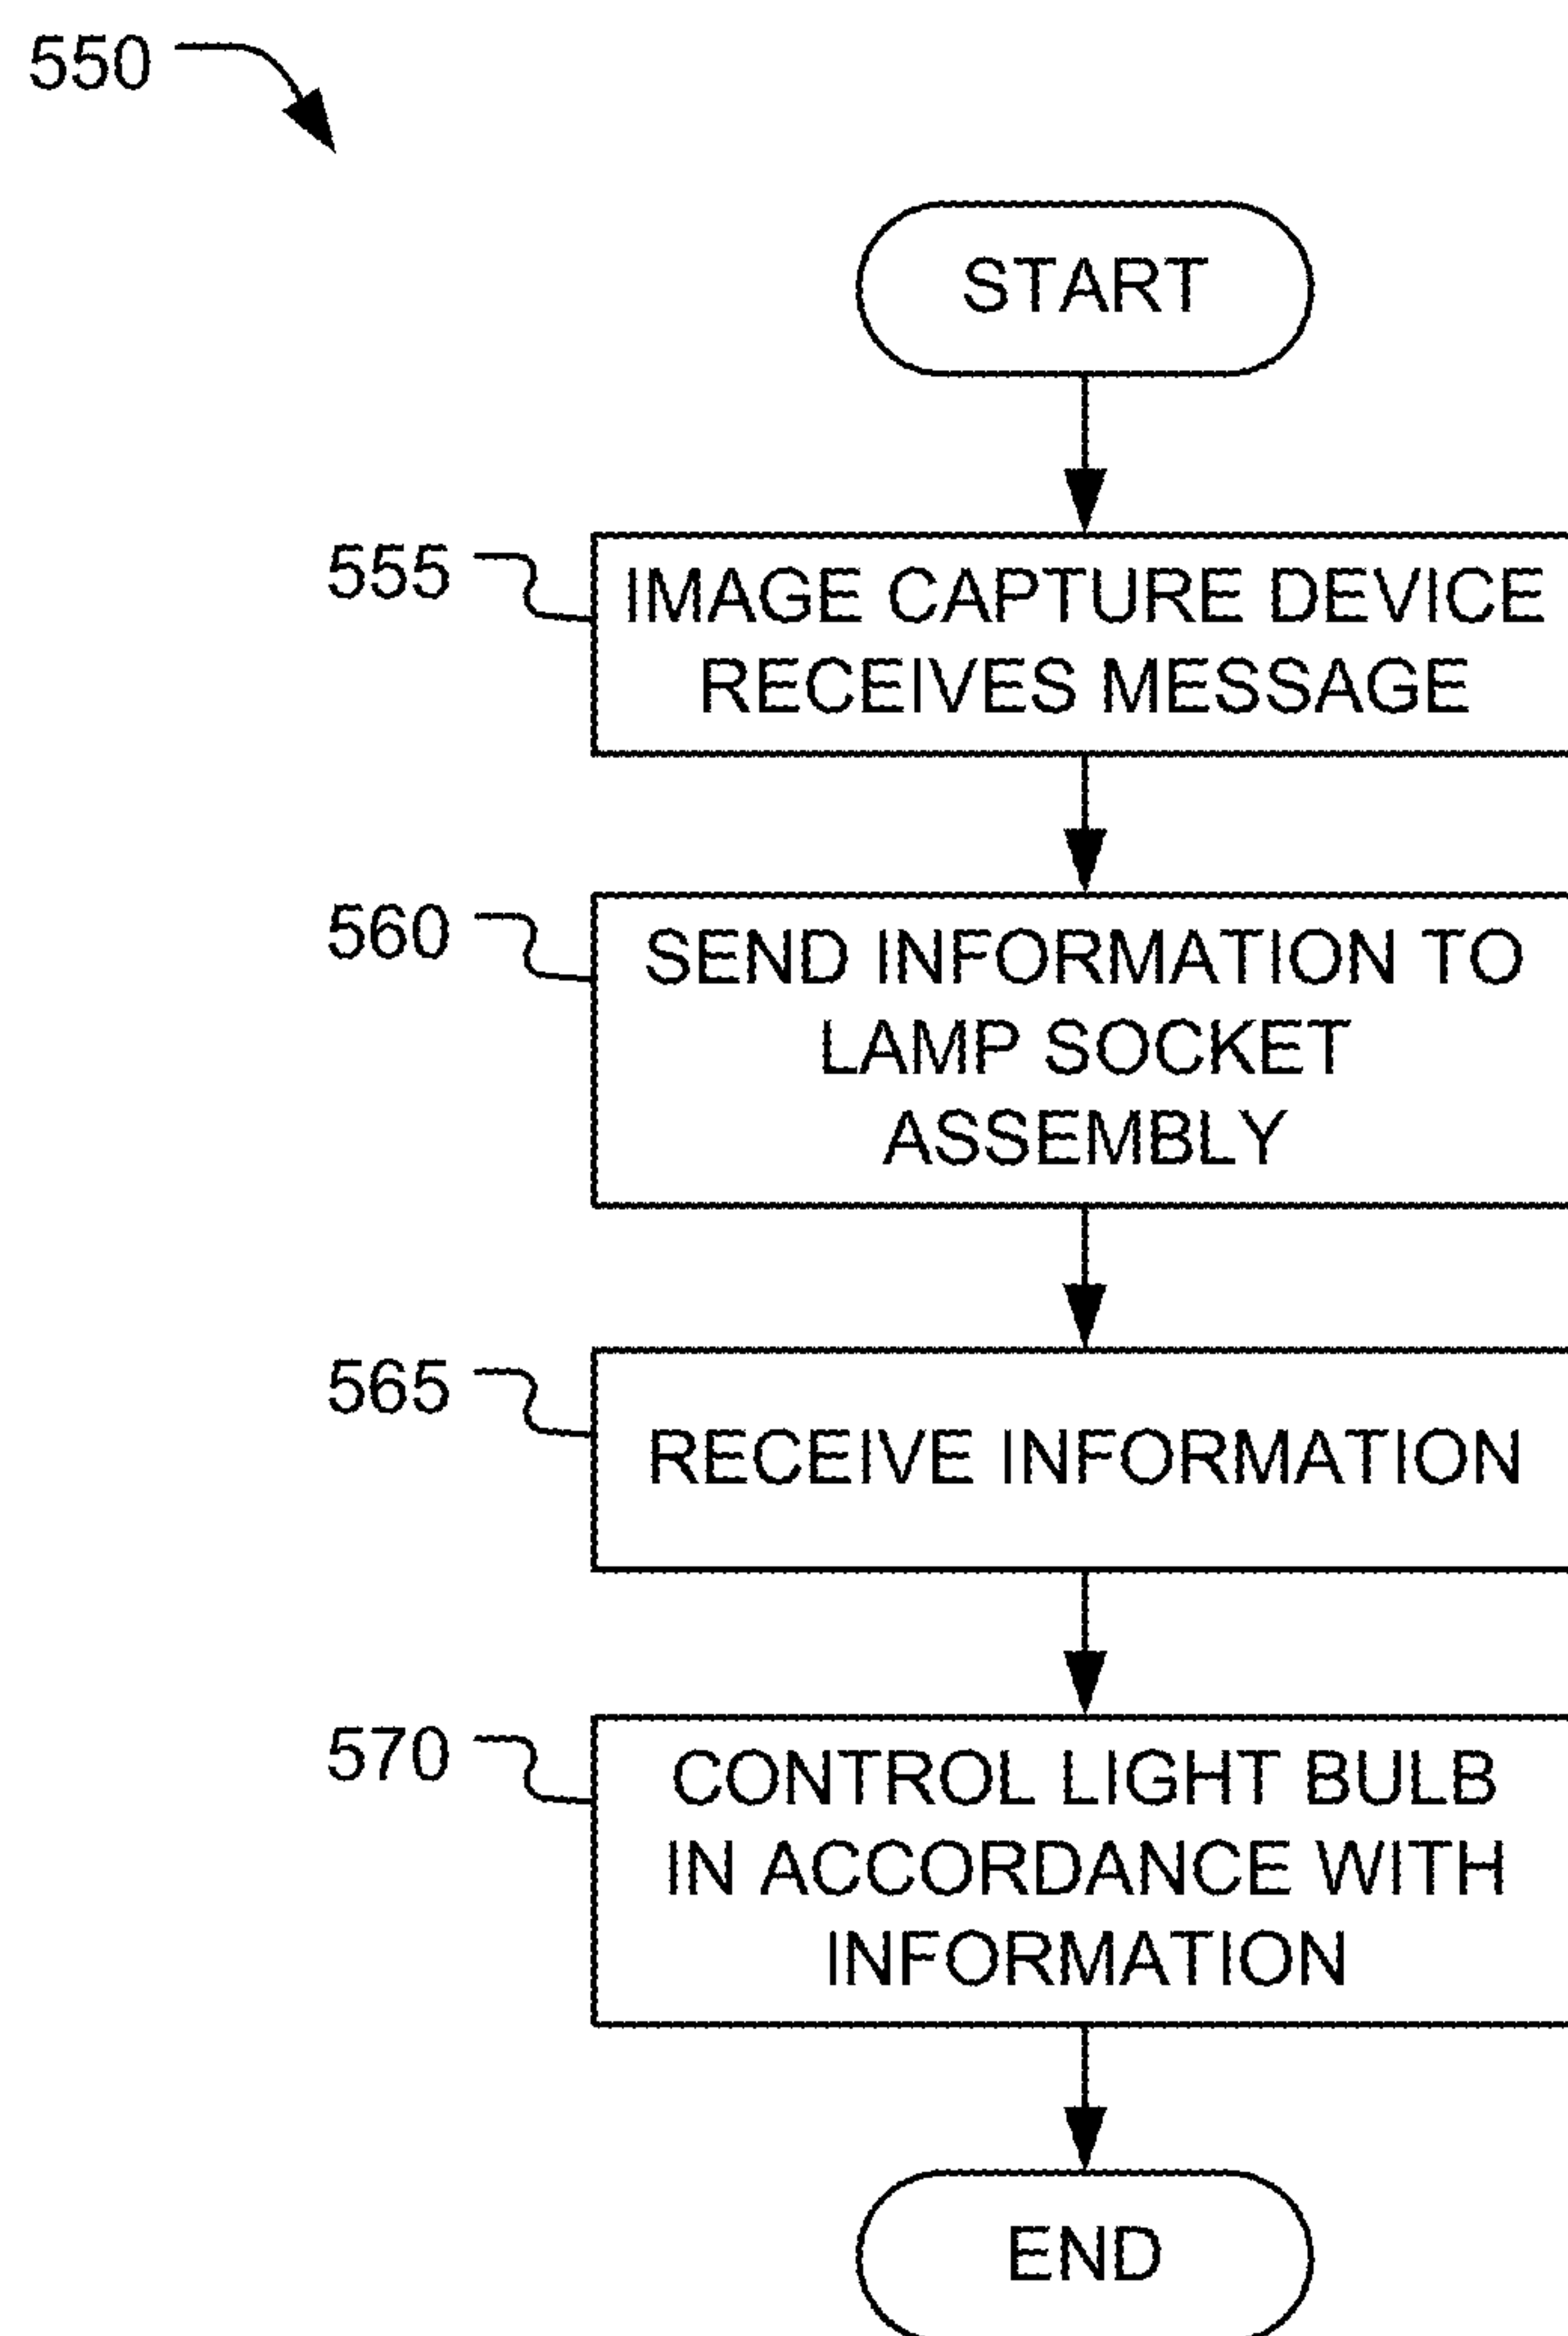 550
START
555
IMAGE CAPTURE DEVICE
RECEIVES MESSAGE
560
SEND INFORMATION TO
LAMP SOCKET
ASSEMBLY
565
RECEIVE INFORMATION
570
CONTROL LIGHT BULB
IN ACCORDANCE WITH
INFORMATION
END